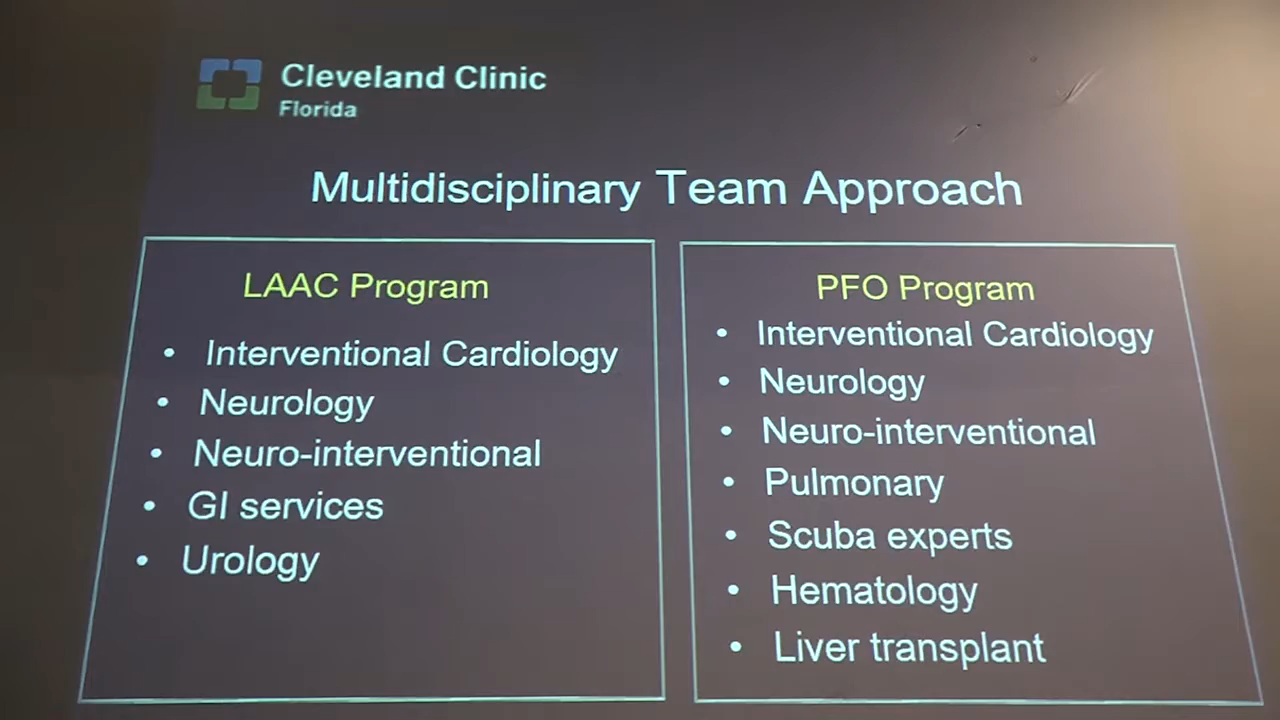 Cleveland Clinic
Florida
Multidisciplinary Team Approach
LAAC Program
• Interventional Cardiology
• Neurology
• Neuro-interventional
• GI services
• Urology
PFO Program
• Interventional Cardiology
• Neurology
• Neuro-interventional
• Pulmonary
• Scuba experts
• Hematology
• Liver transplant